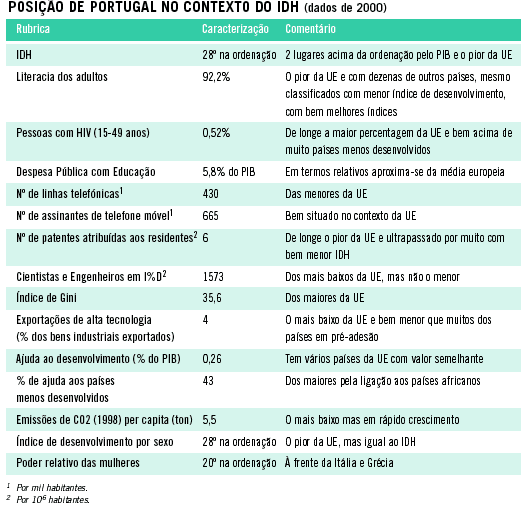 POSIÇÃO DE PORTUGAL NO CONTEXTO DO IDH (dados de 2000)
Rubrica Caracterização Comentário
IDH 28º na ordenação 2 lugares acima da ordenação pelo PIB e o pior da UE
Literacia dos adultos 92,2% O pior da UE e com dezenas de outros países, mesmo
classificados com menor índice de desenvolvimento,
com bem melhores índices
Pessoas com HIV (15-49 anos) 0,52% De longe a maior percentagem da UE e bem acima de
muito países menos desenvolvidos
Despesa Pública com Educação 5,8% do PIB Em termos relativos aproxima-se da média europeia
Nº de linhas telefónicas¹ 430 Das menores da UE
Nº de assinantes de telefone móvel¹ 665 Bem situado no contexto da UE
Nº de patentes atribuídas aos residentes² 6 De longe o pior da UE e ultrapassado por muito com
bem menor IDH
Cientistas e Engenheiros em I%D² 1573 Dos mais baixos da UE, mas não o menor
Índice de Gini 35,6 Dos maiores da UE
Exportações de alta tecnologia 4 O mais baixo da UE e bem menor que muitos dos
(% dos bens industriais exportados) países em pré-adesão
Ajuda ao desenvolvimento (% do PIB) 0,26 Tem vários países da UE com valor semelhante
% de ajuda aos países 43 Dos maiores pela ligação aos países africanos
menos desenvolvidos
Emissões de CO2 (1998) per capita (ton) 5,5 O mais baixo mas em rápido crescimento
Índice de desenvolvimento por sexo 28º na ordenação O pior da UE, mas igual ao IDH
Poder relativo das mulheres 20º na ordenação À frente da Itália e Grécia
¹ Por mil habitantes.
² Por 10⁶ habitantes.